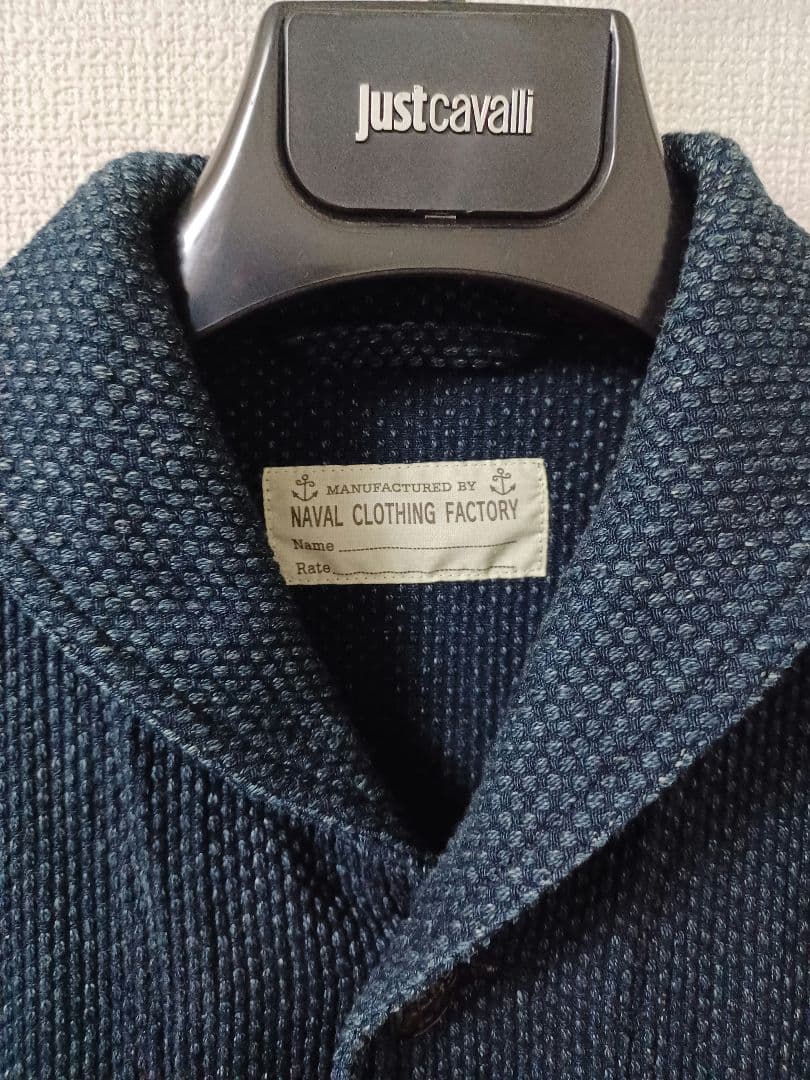 justcavalli
MANUFACTURED BY
NAVAL CLOTHING FACTORY
Name
Rate